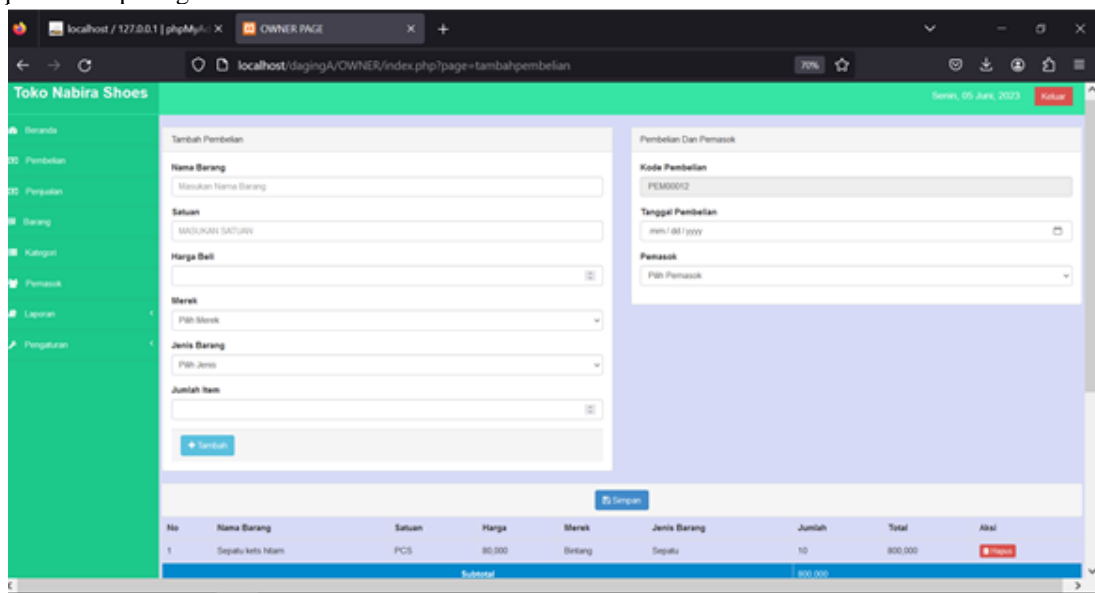 localhost / 127.0.0.1 | phpMyAd
OWNER PAGE
localhost/dagingA/OWNER/index.php?page=tambahpembelian
70%
Toko Nabira Shoes
Senin, 05 Juni, 2023
Keluar
Beranda
Pembelian
Penjualan
Barang
Kategori
Pemasok
Laporan
Pengaturan
Tambah Pembelian
Nama Barang
Masukan Nama Barang
Satuan
MASUKAN SATUAN
Harga Beli
Merek
Pilih Merek
Jenis Barang
Pilih Jenis
Jumlah Item
+ Tambah
Pembelian Dan Pemasok
Kode Pembelian
PEM00012
Tanggal Pembelian
mm / dd / yyyy
Pemasok
Pilih Pemasok
Simpan
No Nama Barang Satuan Harga Merek Jenis Barang Jumlah Total Aksi
1 Sepatu kets hitam PCS 80,000 Bintang Sepatu 10 800,000 Hapus
Subtotal 800,000